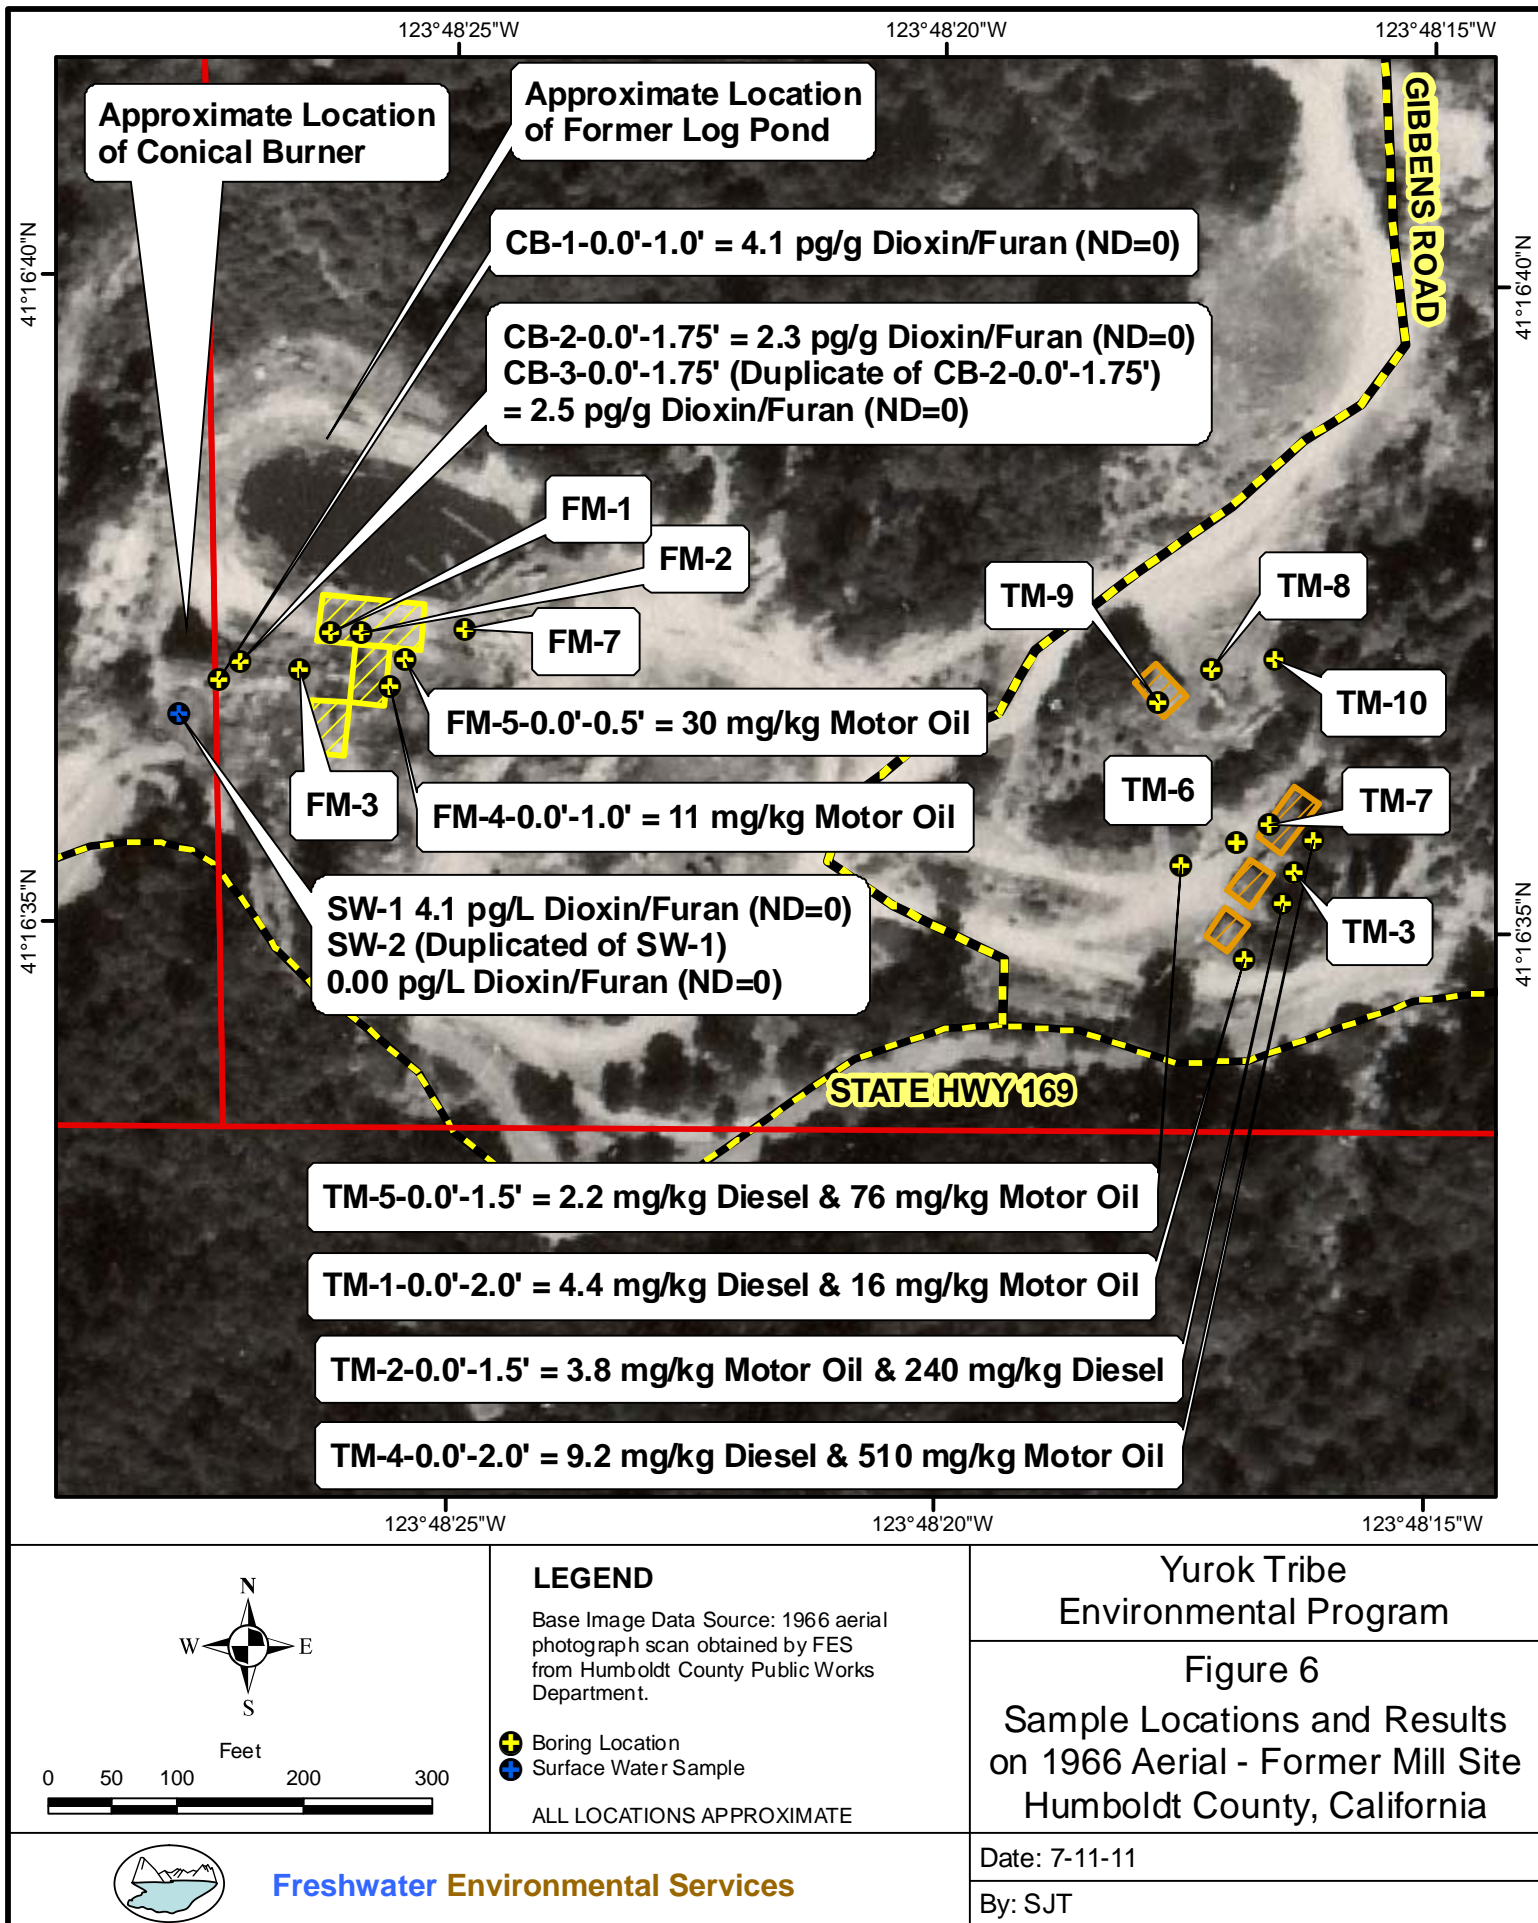 123°48'25"W
123°48'20"W
123°48'15"W
Approximate Location
of Conical Burner
Approximate Location
of Former Log Pond
GIBBENS ROAD
41°16'40"N
41°16'40"N
CB-1-0.0'-1.0' = 4.1 pg/g Dioxin/Furan (ND=0)
CB-2-0.0'-1.75' = 2.3 pg/g Dioxin/Furan (ND=0)
CB-3-0.0'-1.75' (Duplicate of CB-2-0.0'-1.75')
= 2.5 pg/g Dioxin/Furan (ND=0)
FM-1
FM-2
FM-7
TM-9
TM-8
TM-10
FM-5-0.0'-0.5' = 30 mg/kg Motor Oil
FM-3
FM-4-0.0'-1.0' = 11 mg/kg Motor Oil
TM-6
TM-7
TM-3
41°16'35"N
41°16'35"N
SW-1 4.1 pg/L Dioxin/Furan (ND=0)
SW-2 (Duplicated of SW-1)
0.00 pg/L Dioxin/Furan (ND=0)
STATE HWY 169
TM-5-0.0'-1.5' = 2.2 mg/kg Diesel & 76 mg/kg Motor Oil
TM-1-0.0'-2.0' = 4.4 mg/kg Diesel & 16 mg/kg Motor Oil
TM-2-0.0'-1.5' = 3.8 mg/kg Motor Oil & 240 mg/kg Diesel
TM-4-0.0'-2.0' = 9.2 mg/kg Diesel & 510 mg/kg Motor Oil
123°48'25"W
123°48'20"W
123°48'15"W
N
W
E
S
Feet
0 50 100 200 300
LEGEND
Base Image Data Source: 1966 aerial
photograph scan obtained by FES
from Humboldt County Public Works
Department.
Boring Location
Surface Water Sample
ALL LOCATIONS APPROXIMATE
Yurok Tribe
Environmental Program
Figure 6
Sample Locations and Results
on 1966 Aerial - Former Mill Site
Humboldt County, California
Freshwater Environmental Services
Date: 7-11-11
By: SJT